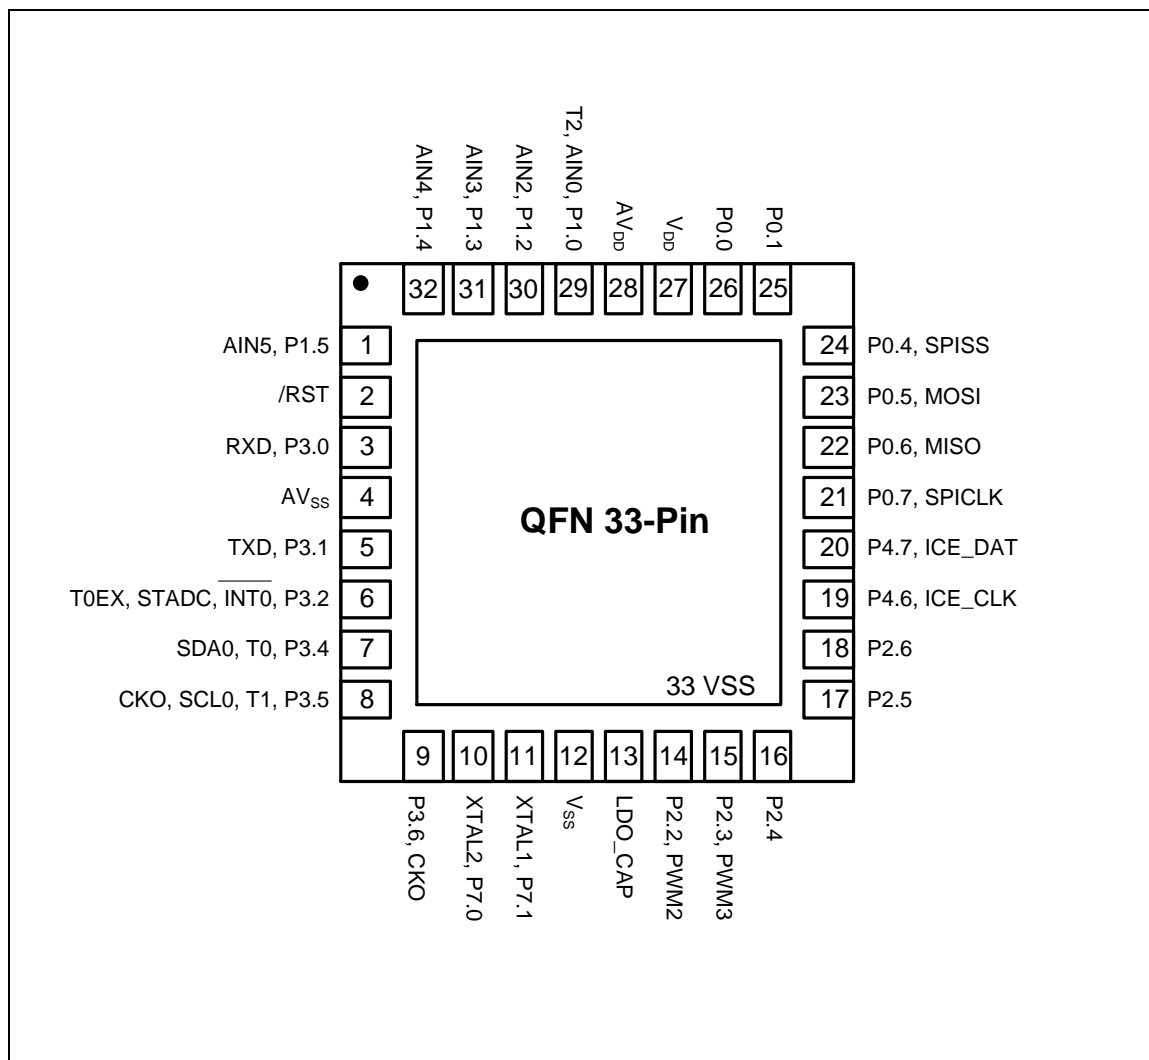 AIN4, P1.4
AIN3, P1.3
AIN2, P1.2
T2, AIN0, P1.0
AVDD
VDD
P0.0
P0.1
32
31
30
29
28
27
26
25
AIN5, P1.5
1
/RST
2
RXD, P3.0
3
AVSS
4
TXD, P3.1
5
T0EX, STADC, INT0, P3.2
6
SDA0, T0, P3.4
7
CKO, SCL0, T1, P3.5
8
QFN 33-Pin
33 VSS
24
P0.4, SPISS
23
P0.5, MOSI
22
P0.6, MISO
21
P0.7, SPICLK
20
P4.7, ICE_DAT
19
P4.6, ICE_CLK
18
P2.6
17
P2.5
9
10
11
12
13
14
15
16
P3.6, CKO
XTAL2, P7.0
XTAL1, P7.1
VSS
LDO_CAP
P2.2, PWM2
P2.3, PWM3
P2.4